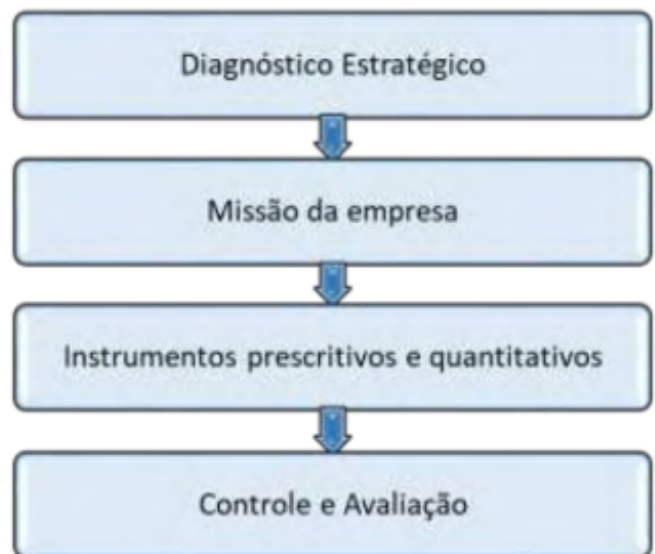 Diagnóstico Estratégico
Missão da empresa
Instrumentos prescritivos e quantitativos
Controle e Avaliação